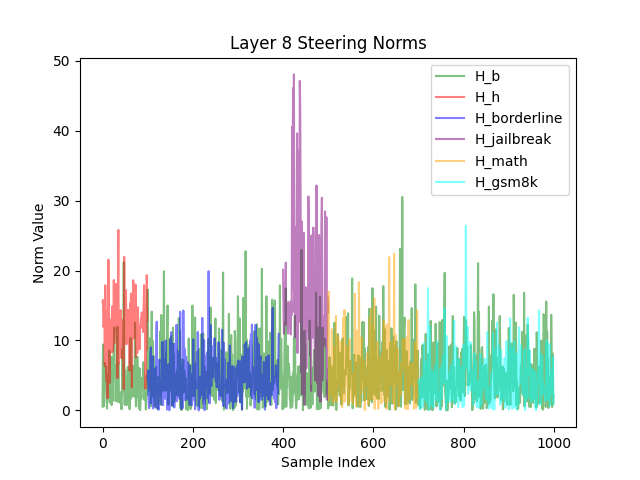 Layer 8 Steering Norms
50
40
30
20
10
0
Norm Value
0
200
400
600
800
1000
Sample Index
H_b
H_h
H_borderline
H_jailbreak
H_math
H_gsm8k